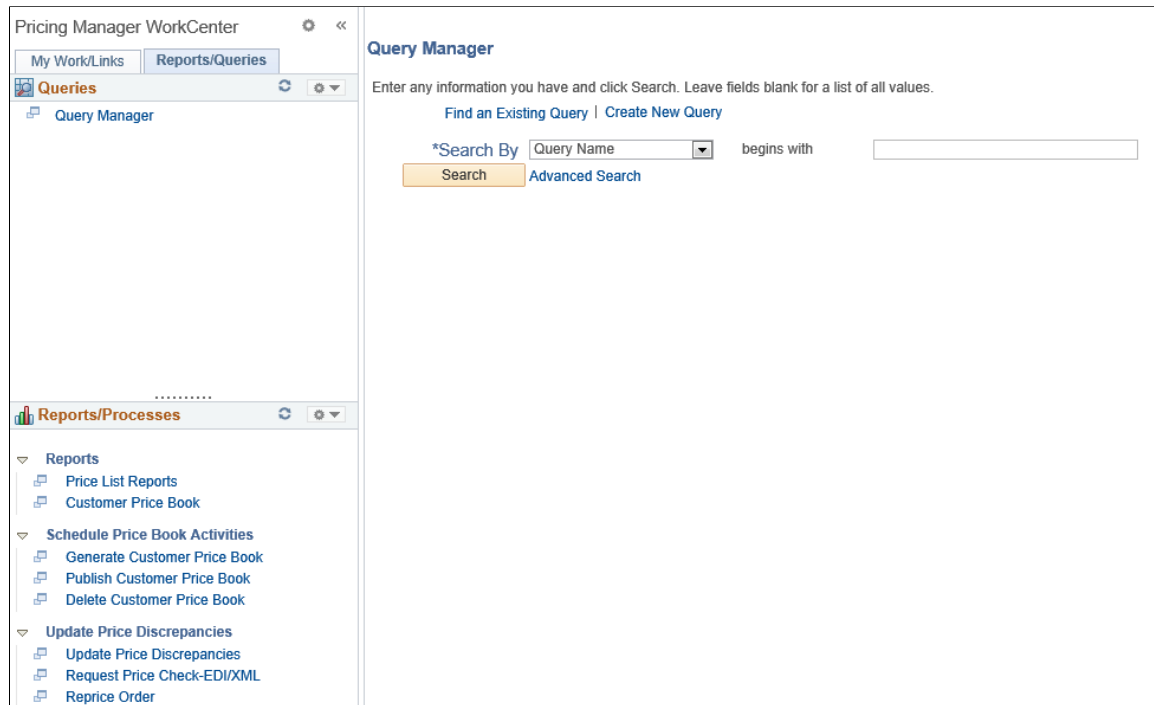 Pricing Manager WorkCenter
My Work/Links
Reports/Queries
Queries
Query Manager
Reports/Processes
Reports
Price List Reports
Customer Price Book
Schedule Price Book Activities
Generate Customer Price Book
Publish Customer Price Book
Delete Customer Price Book
Update Price Discrepancies
Update Price Discrepancies
Request Price Check-EDI/XML
Reprice Order
Query Manager
Enter any information you have and click Search. Leave fields blank for a list of all values.
Find an Existing Query | Create New Query
*Search By Query Name begins with
Search Advanced Search